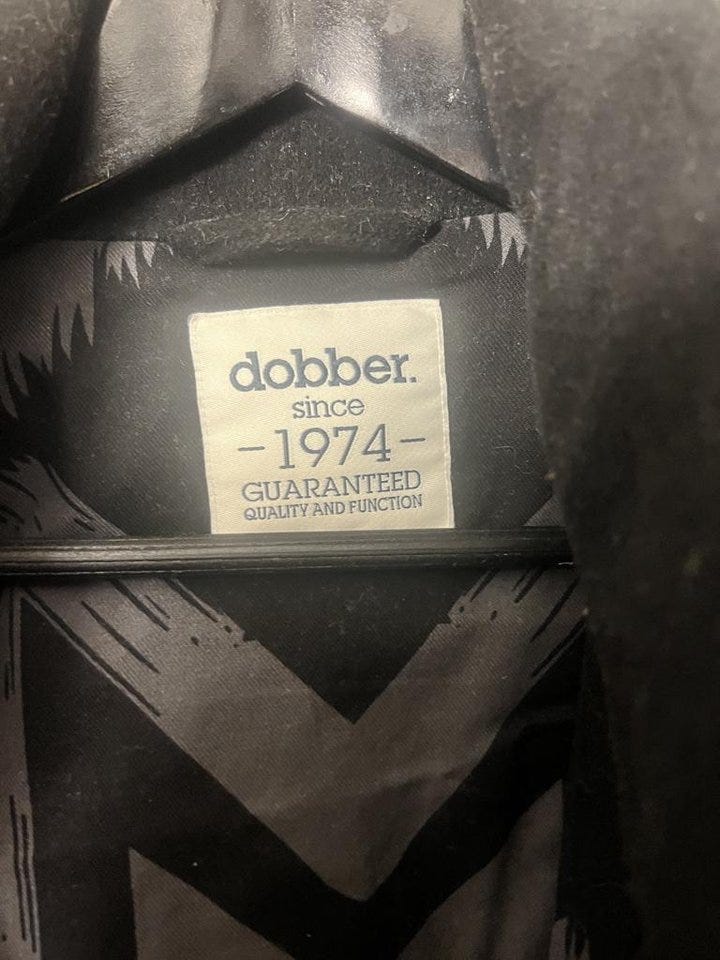 dobber.
since
-1974-
GUARANTEED
QUALITY AND FUNCTION